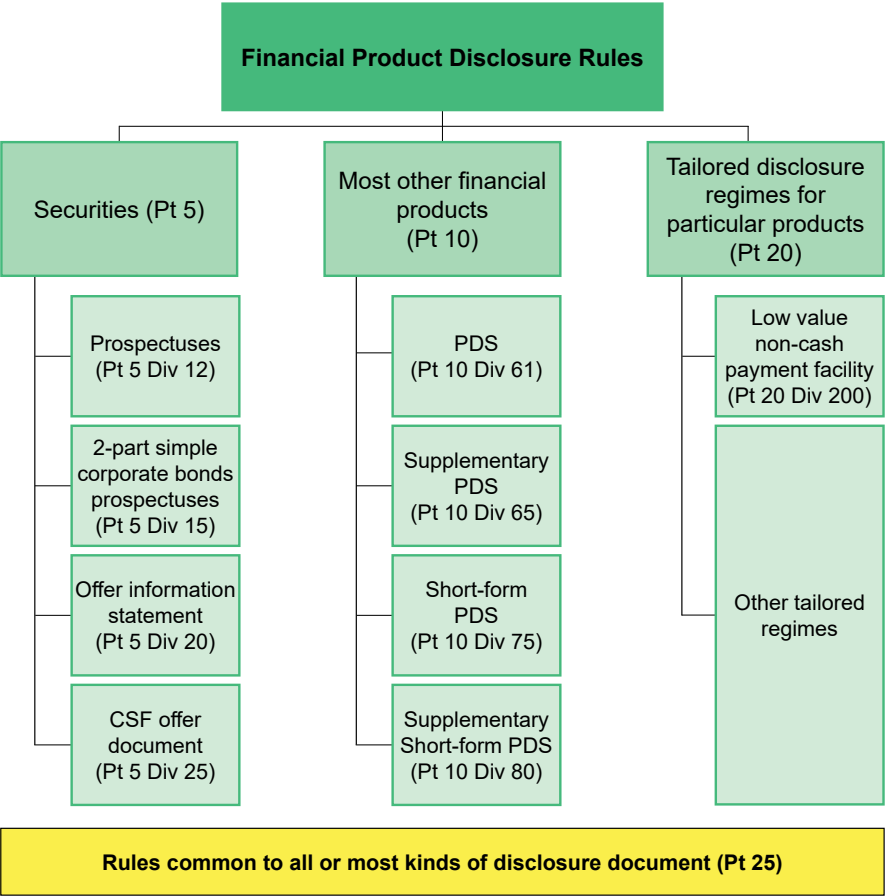 Financial Product Disclosure Rules
Securities (Pt 5)
Prospectuses
(Pt 5 Div 12)
2-part simple
corporate bonds
prospectuses
(Pt 5 Div 15)
Offer information
statement
(Pt 5 Div 20)
CSF offer
document
(Pt 5 Div 25)
Most other financial
products
(Pt 10)
PDS
(Pt 10 Div 61)
Supplementary
PDS
(Pt 10 Div 65)
Short-form
PDS
(Pt 10 Div 75)
Supplementary
Short-form PDS
(Pt 10 Div 80)
Tailored disclosure
regimes for
particular products
(Pt 20)
Low value
non-cash
payment facility
(Pt 20 Div 200)
Other tailored
regimes
Rules common to all or most kinds of disclosure document (Pt 25)